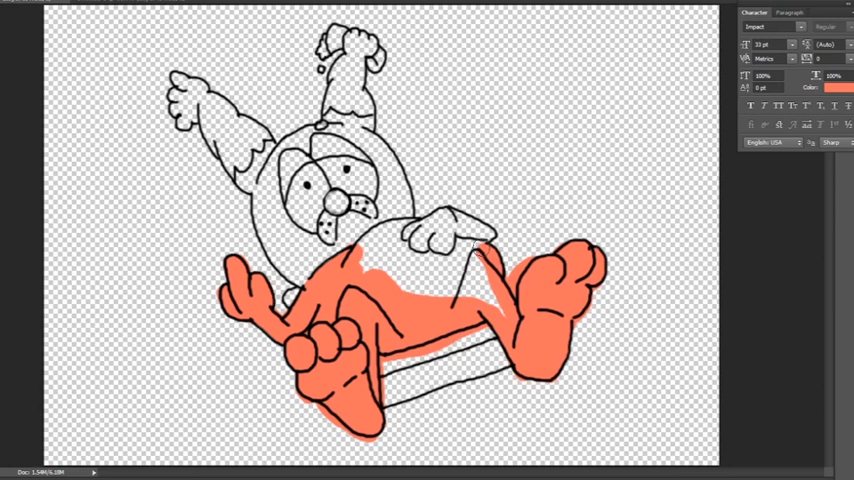 Character Paragraph
Impact Regular
33 pt (Auto)
Metrics 0
100% 100%
0 pt Color:
English: USA Sharp
Doc: 1.54M/6.18M